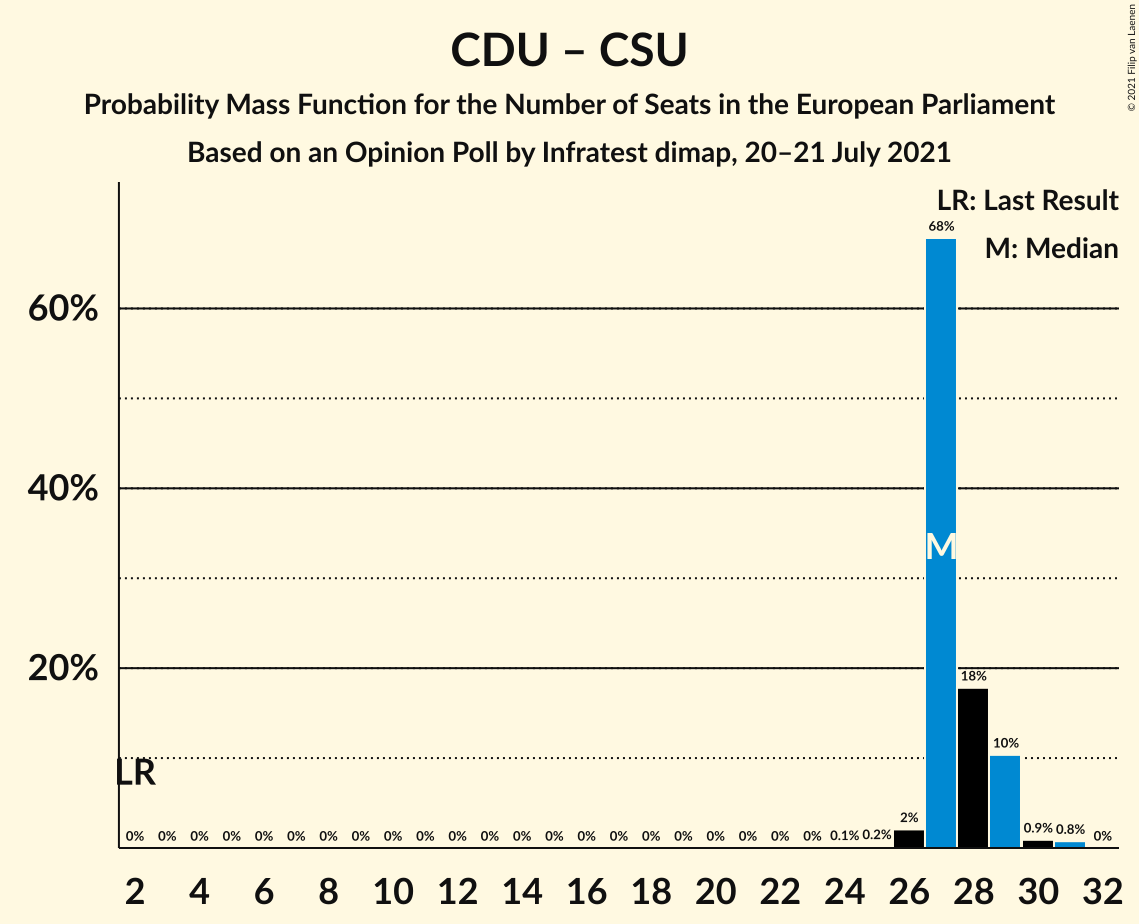 CDU – CSU
Probability Mass Function for the Number of Seats in the European Parliament
Based on an Opinion Poll by Infratest dimap, 20–21 July 2021
© 2021 Filip van Laenen
LR: Last Result
M: Median
68%
60%
40%
M
20%
18%
10%
LR
0% 0% 0% 0% 0% 0% 0% 0% 0% 0% 0% 0% 0% 0% 0% 0% 0% 0% 0% 0% 0% 0% 0.1% 0.2% 2% 0.9% 0.8% 0%
2 4 6 8 10 12 14 16 18 20 22 24 26 28 30 32